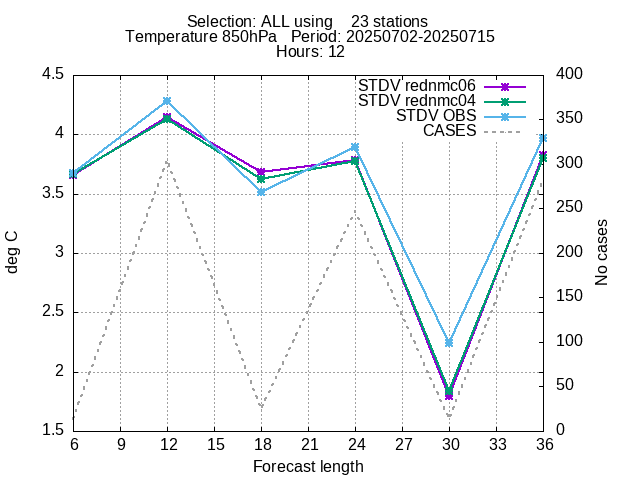 Selection: ALL using    23 stations
Temperature 850hPa   Period: 20250702-20250715
Hours: 12
STDV rednmc06
STDV rednmc04
STDV OBS
CASES
4.5
4
3.5
3
2.5
2
1.5
deg C
400
350
300
250
200
150
100
50
0
No cases
6 9 12 15 18 21 24 27 30 33 36
Forecast length